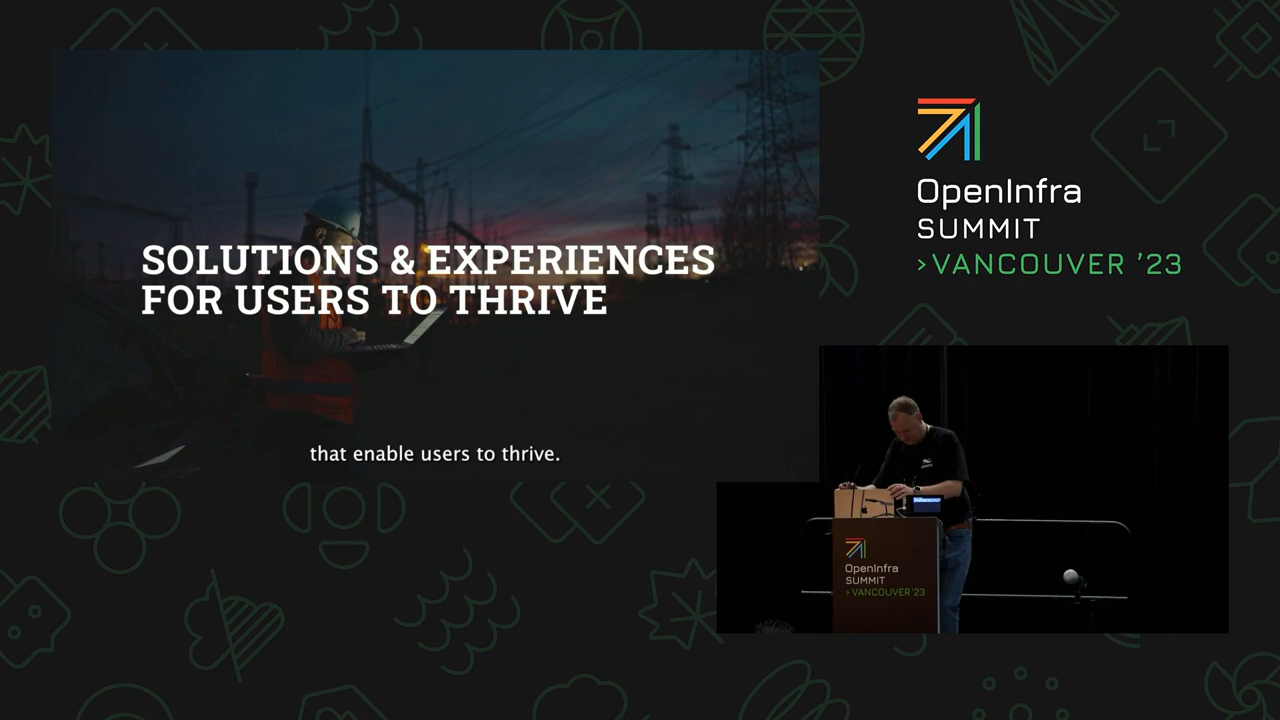 SOLUTIONS & EXPERIENCES
FOR USERS TO THRIVE
that enable users to thrive.
OpenInfra
SUMMIT
>VANCOUVER '23
OpenInfra
SUMMIT
> VANCOUVER '23